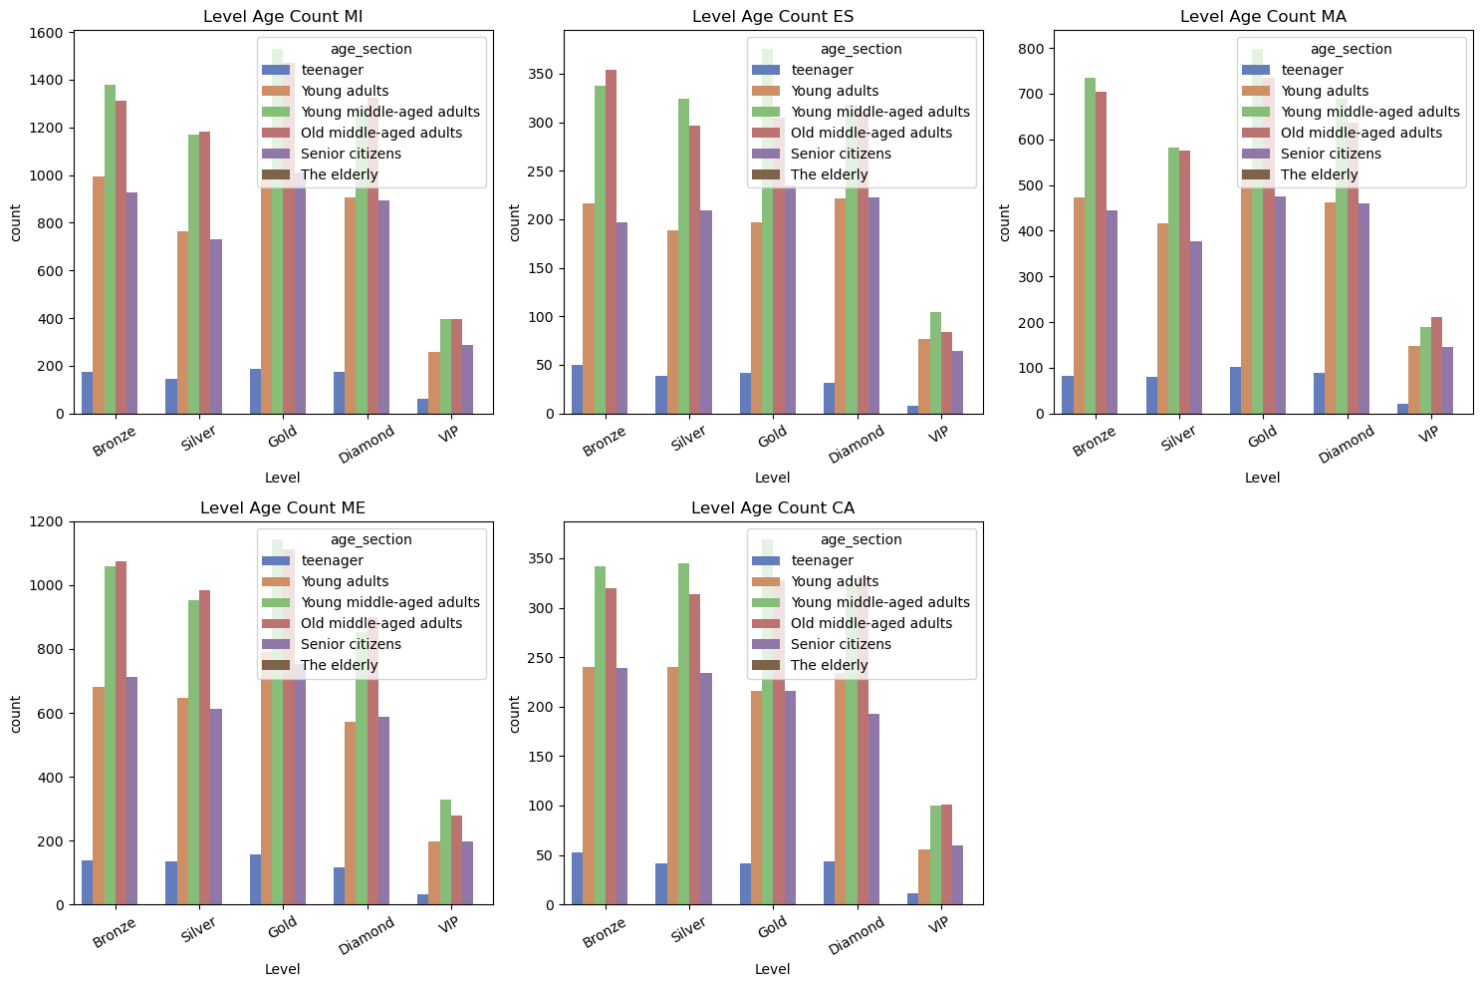 Level Age Count MI
1600
1400
1200
1000
800
600
400
200
0
count
age_section
teenager
Young adults
Young middle-aged adults
Old middle-aged adults
Senior citizens
The elderly
Bronze
Silver
Gold
Diamond
VIP
Level
Level Age Count ES
350
300
250
200
150
100
50
0
count
age_section
teenager
Young adults
Young middle-aged adults
Old middle-aged adults
Senior citizens
The elderly
Bronze
Silver
Gold
Diamond
VIP
Level
Level Age Count MA
800
700
600
500
400
300
200
100
0
count
age_section
teenager
Young adults
Young middle-aged adults
Old middle-aged adults
Senior citizens
The elderly
Bronze
Silver
Gold
Diamond
VIP
Level
Level Age Count ME
1200
1000
800
600
400
200
0
count
age_section
teenager
Young adults
Young middle-aged adults
Old middle-aged adults
Senior citizens
The elderly
Bronze
Silver
Gold
Diamond
VIP
Level
Level Age Count CA
350
300
250
200
150
100
50
0
count
age_section
teenager
Young adults
Young middle-aged adults
Old middle-aged adults
Senior citizens
The elderly
Bronze
Silver
Gold
Diamond
VIP
Level